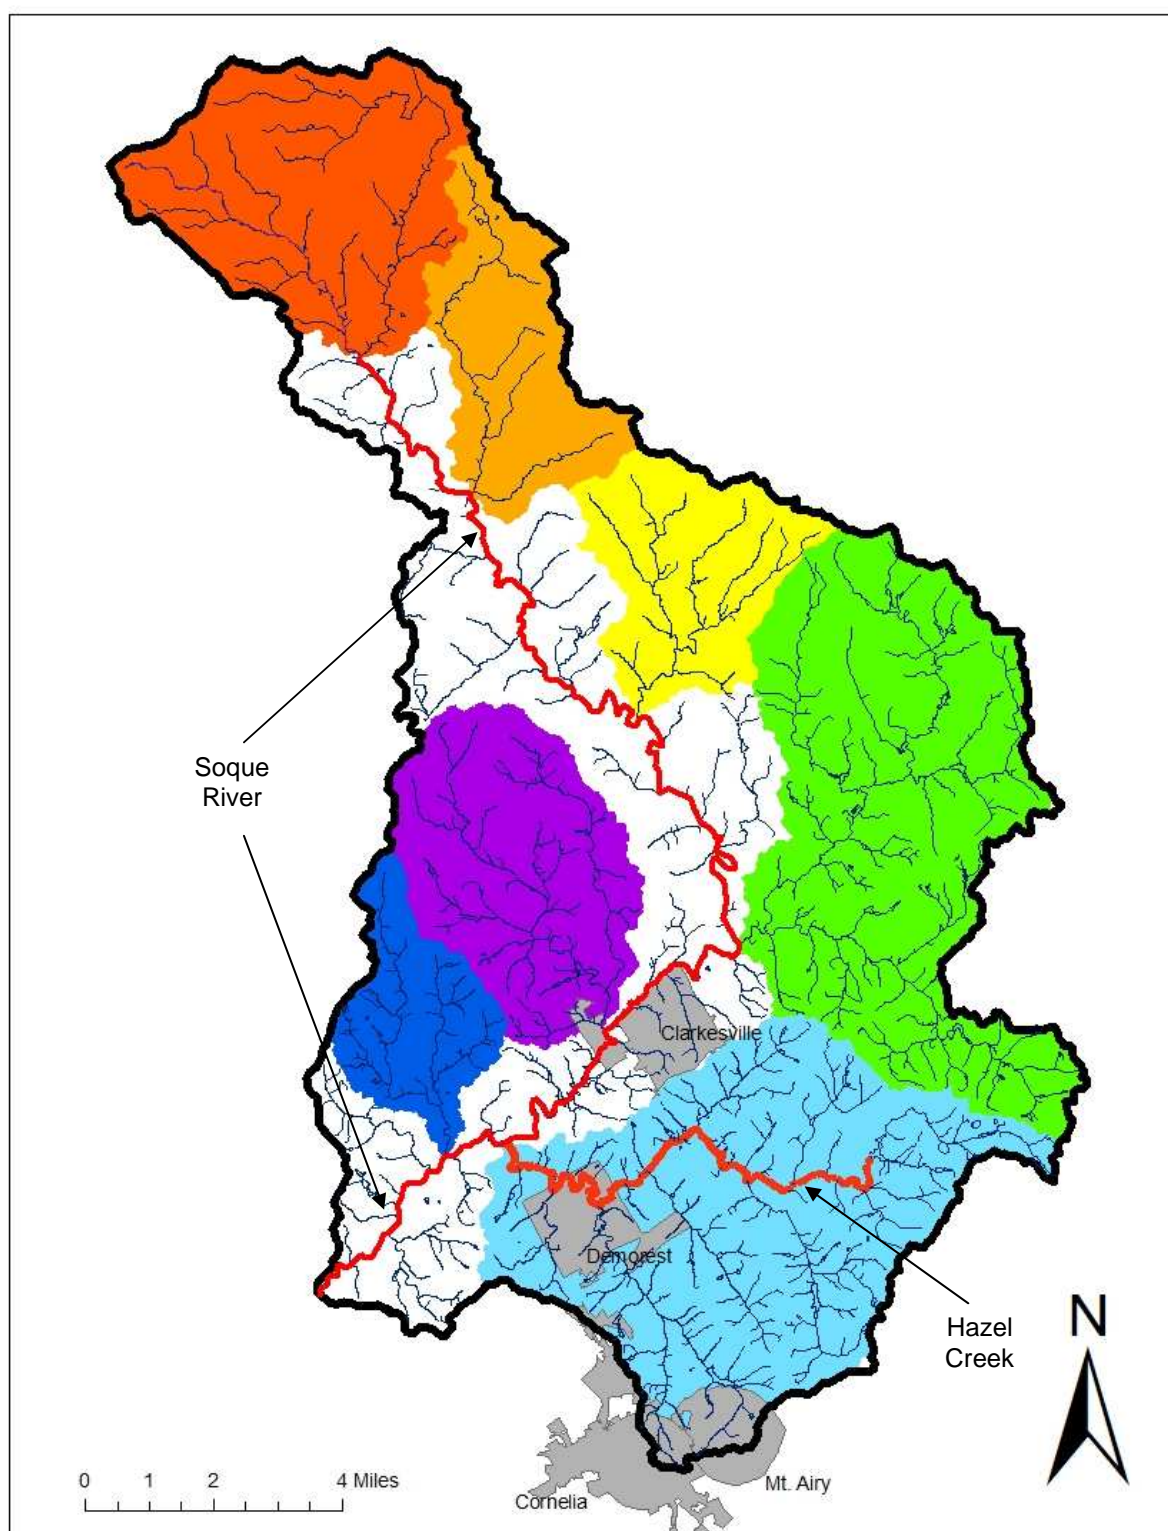 Soque
River
Clarkesville
Demorest
Hazel
Creek
N
0 1 2 4 Miles
Mt. Airy
Cornelia